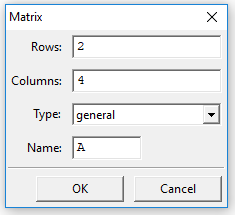 Matrix
Rows: 2
Columns: 4
Type: general
Name: A
OK Cancel